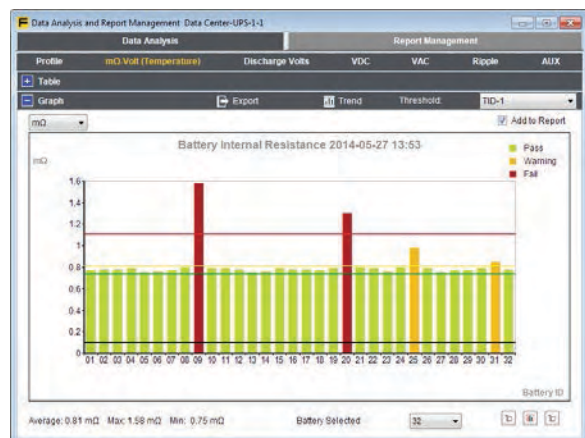 Data Analysis and Report Management Data Center-UPS-1-1
Data Analysis Report Management
Profile mΩ.Volt (Temperature) Discharge Volts VDC VAC Ripple AUX
Table
Graph Export Trend Threshold: TID-1
mΩ Add to Report
Battery Internal Resistance 2014-05-27 13:53
mΩ
Pass
Warning
Fail
1.6
1.4
1.2
1
0.8
0.6
0.4
0.2
0
01 02 03 04 05 06 07 08 09 10 11 12 13 14 15 16 17 18 19 20 21 22 23 24 25 26 27 28 29 30 31 32
Battery ID
Average: 0.81 mΩ Max: 1.58 mΩ Min: 0.75 mΩ Battery Selected 32